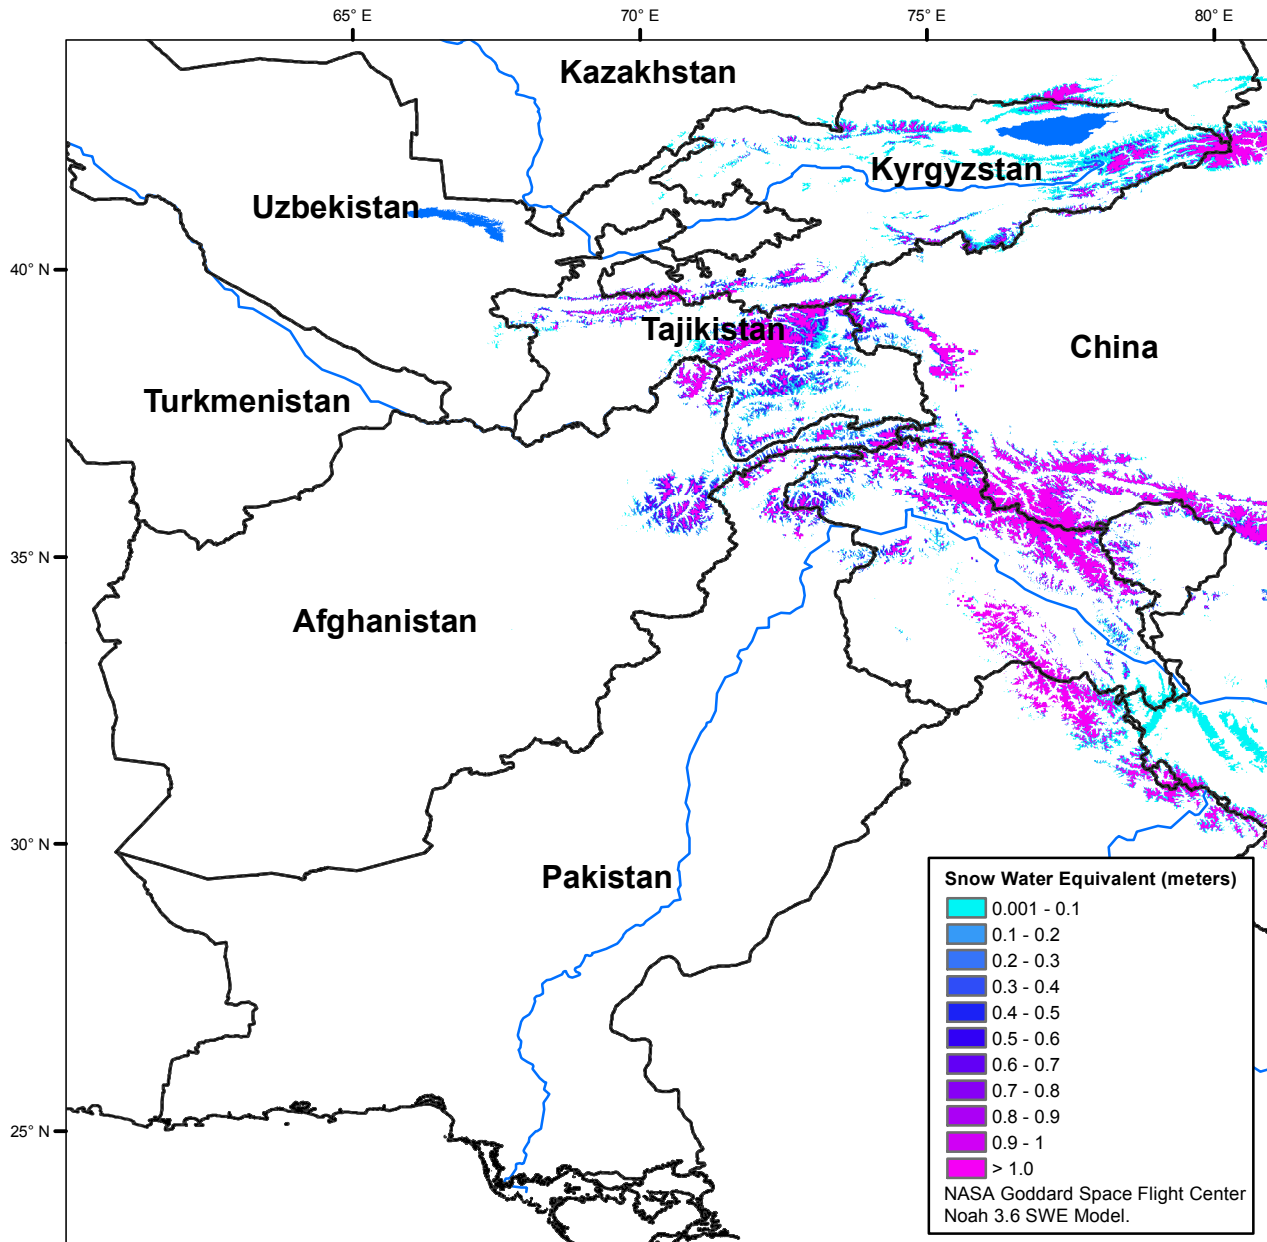 65° E
70° E
75° E
80° E
Kazakhstan
Kyrgyzstan
Uzbekistan
40° N
Tajikistan
China
Turkmenistan
35° N
Afghanistan
30° N
Pakistan
25° N
Snow Water Equivalent (meters)
0.001 - 0.1
0.1 - 0.2
0.2 - 0.3
0.3 - 0.4
0.4 - 0.5
0.5 - 0.6
0.6 - 0.7
0.7 - 0.8
0.8 - 0.9
0.9 - 1
> 1.0
NASA Goddard Space Flight Center
Noah 3.6 SWE Model.